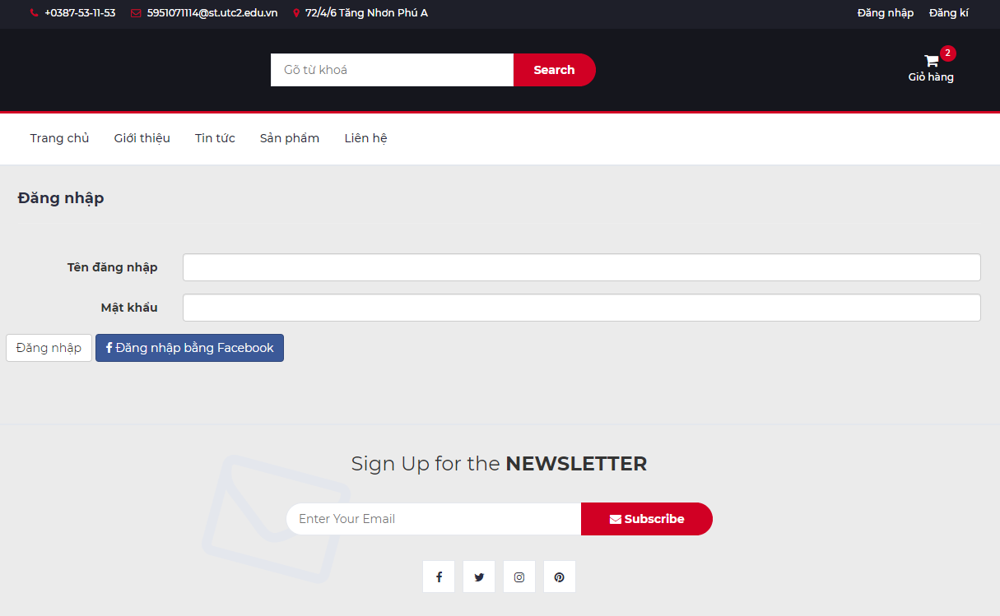 +0387-53-11-53 5951071114@st.utc2.edu.vn 72/4/6 Tăng Nhơn Phú A Đăng nhập Đăng kí
Gõ từ khoá Search 2
Giỏ hàng
Trang chủ Giới thiệu Tin tức Sản phẩm Liên hệ
Đăng nhập
Tên đăng nhập
Mật khẩu
Đăng nhập Đăng nhập bằng Facebook
Sign Up for the NEWSLETTER
Enter Your Email Subscribe